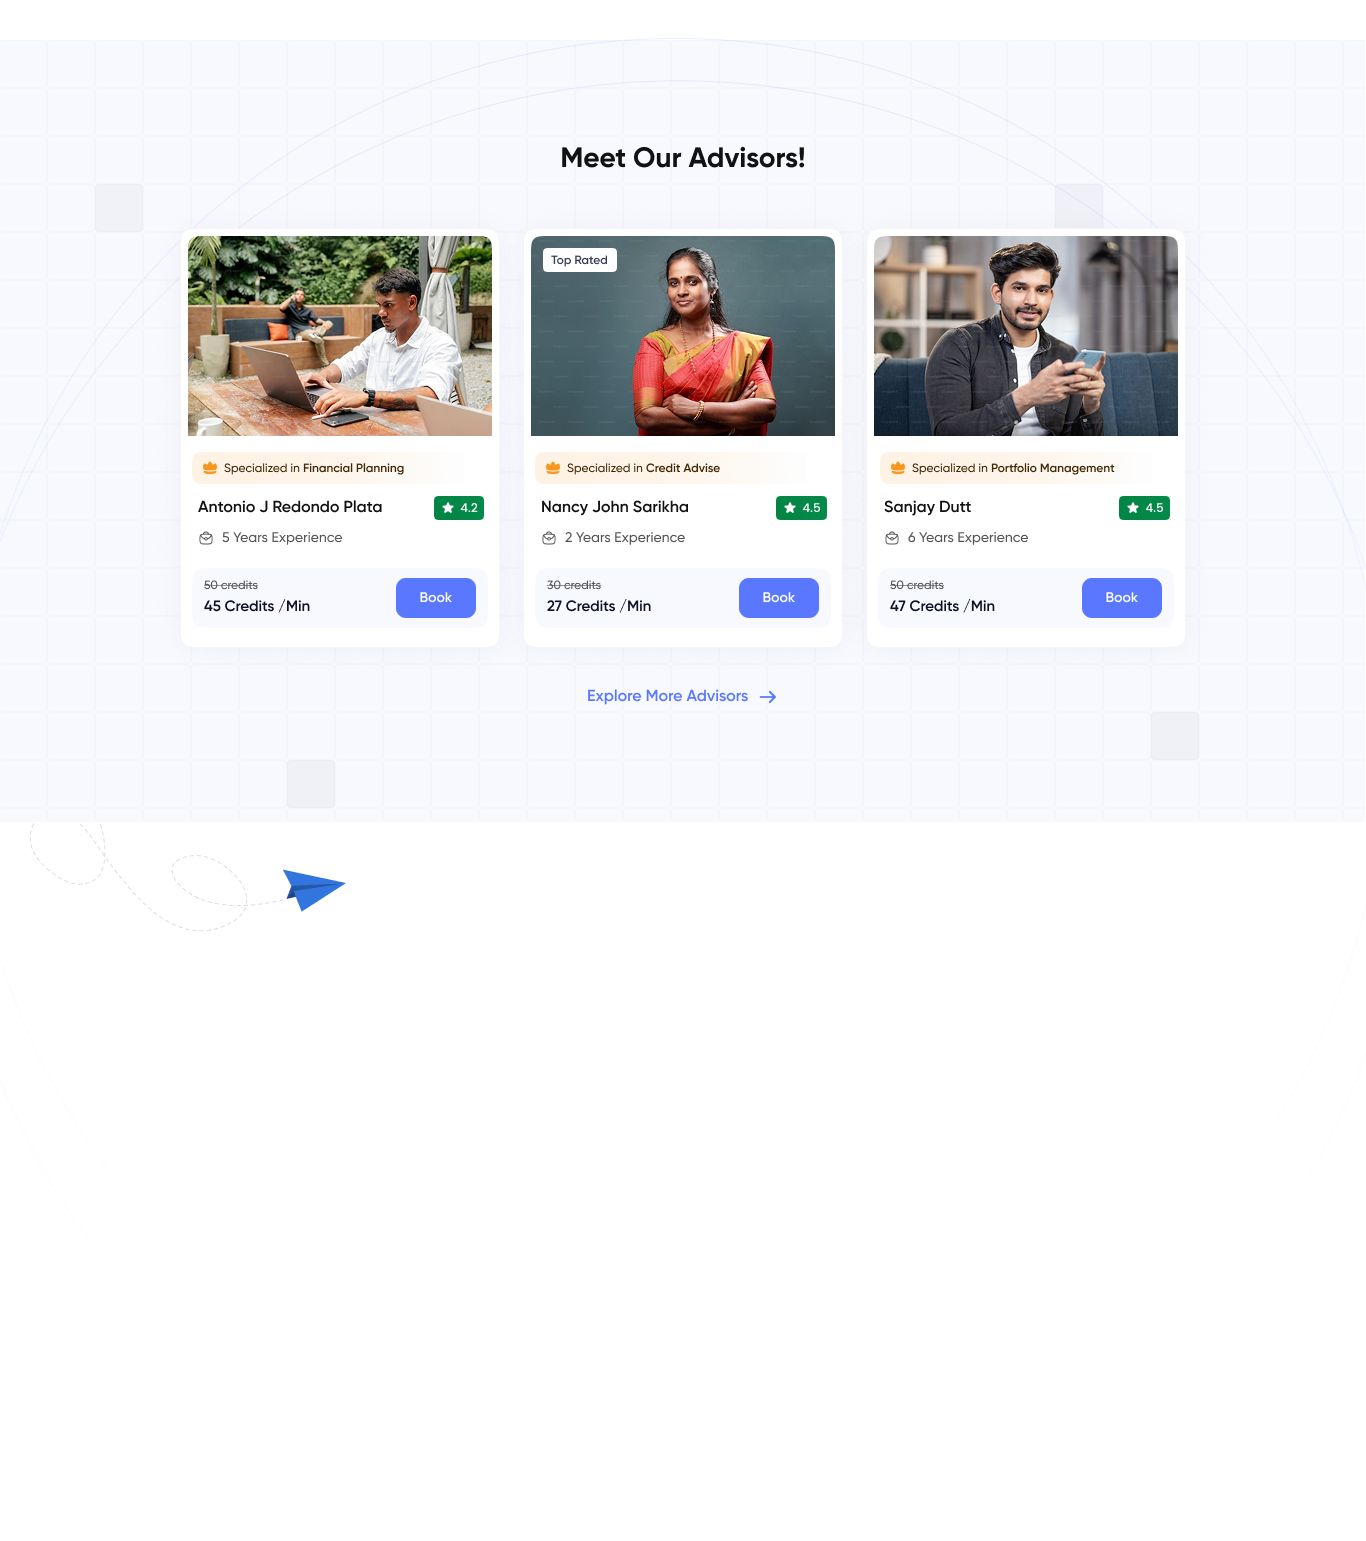 Meet Our Advisors!
Specialized in Financial Planning
Antonio J Redondo Plata
4.2
5 Years Experience
50 credits
45 Credits /Min
Book
Top Rated
Specialized in Credit Advise
Nancy John Sarikha
4.5
2 Years Experience
30 credits
27 Credits /Min
Book
Specialized in Portfolio Management
Sanjay Dutt
4.5
6 Years Experience
50 credits
47 Credits /Min
Book
Explore More Advisors